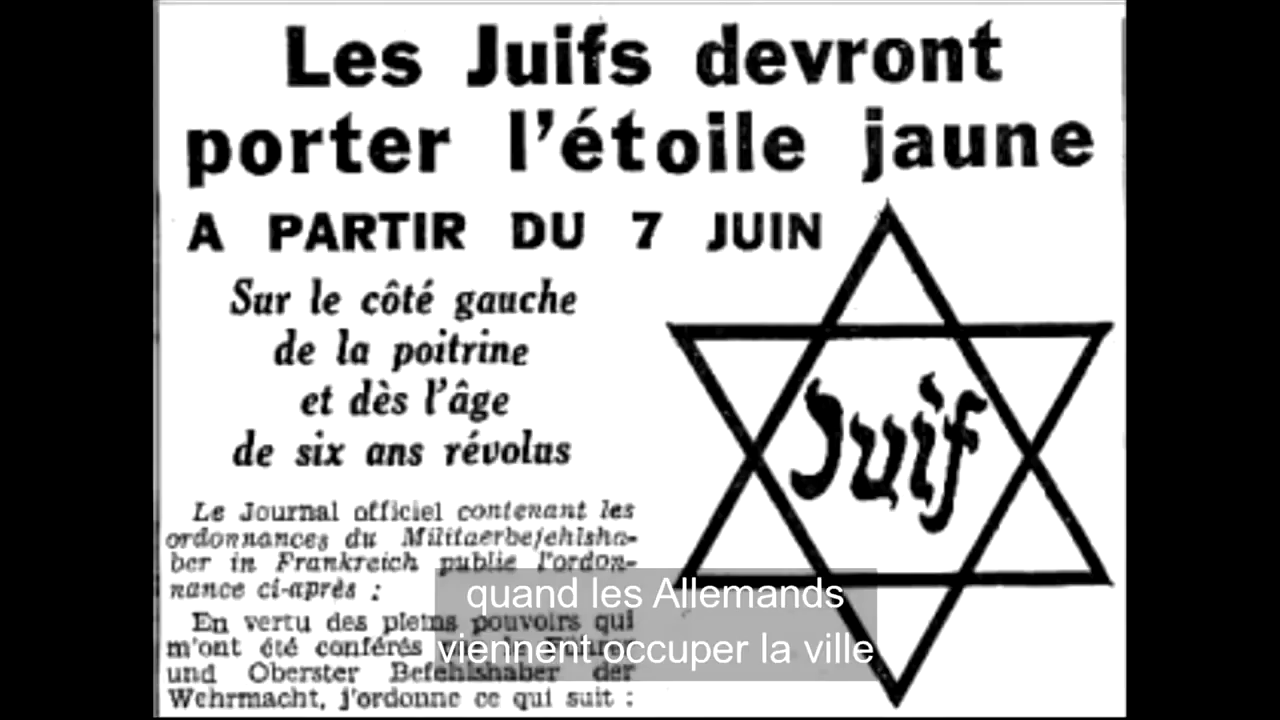 Les Juifs devront
porter l'étoile jaune
A PARTIR DU 7 JUIN
Sur le côté gauche
de la poitrine
et dès l'âge
de six ans révolus
Juif
Le Journal officiel contenant les
ordonnances du Militaerbefehlsha-
ber in Frankreich publie l'ordon-
nance ci-après :
En vertu des pleins pouvoirs qui
m'ont été conférés
und Oberster Befehlshaber der
Wehrmacht, j'ordonne ce qui suit :
quand les Allemands
viennent occuper la ville